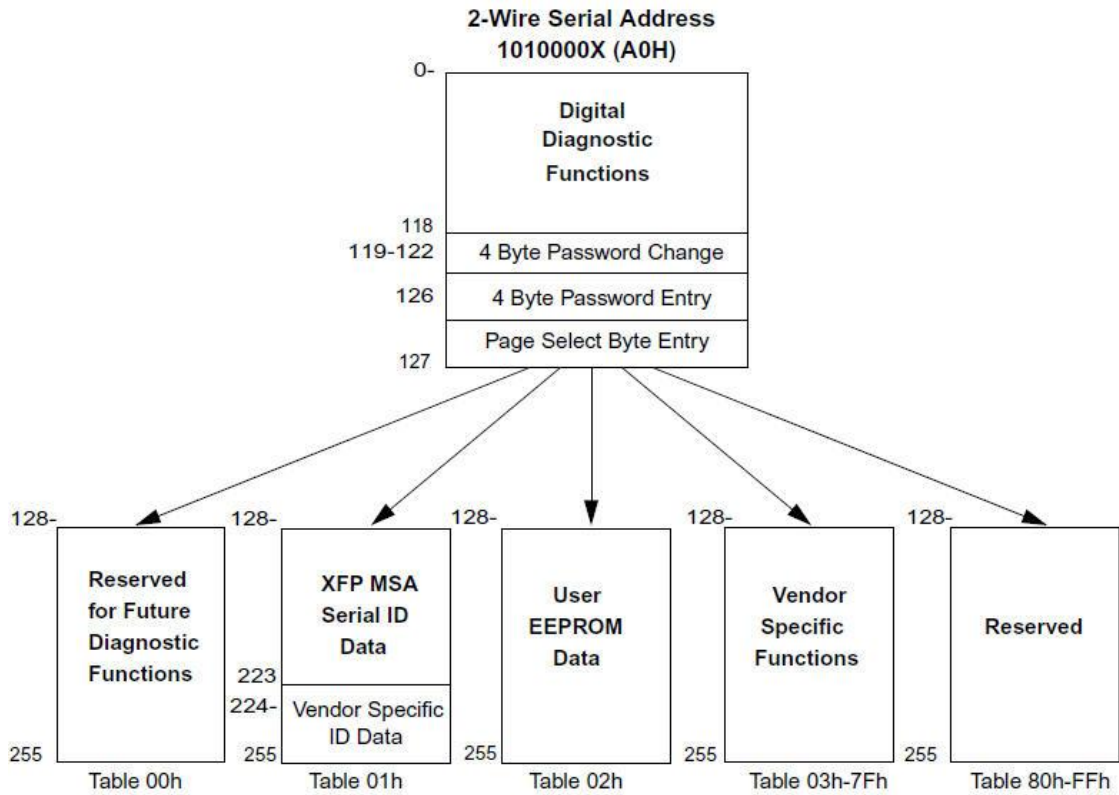 2-Wire Serial Address
1010000X (A0H)
0-
Digital
Diagnostic
Functions
118
119-122
4 Byte Password Change
126
4 Byte Password Entry
Page Select Byte Entry
127
128-
Reserved
for Future
Diagnostic
Functions
255
Table 00h
128-
XFP MSA
Serial ID
Data
223
224-
Vendor Specific
ID Data
255
Table 01h
128-
User
EEPROM
Data
255
Table 02h
128-
Vendor
Specific
Functions
255
Table 03h-7Fh
128-
Reserved
255
Table 80h-FFh